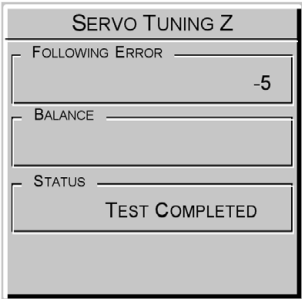 SERVO TUNING Z
FOLLOWING ERROR
-5
BALANCE
STATUS
TEST COMPLETED